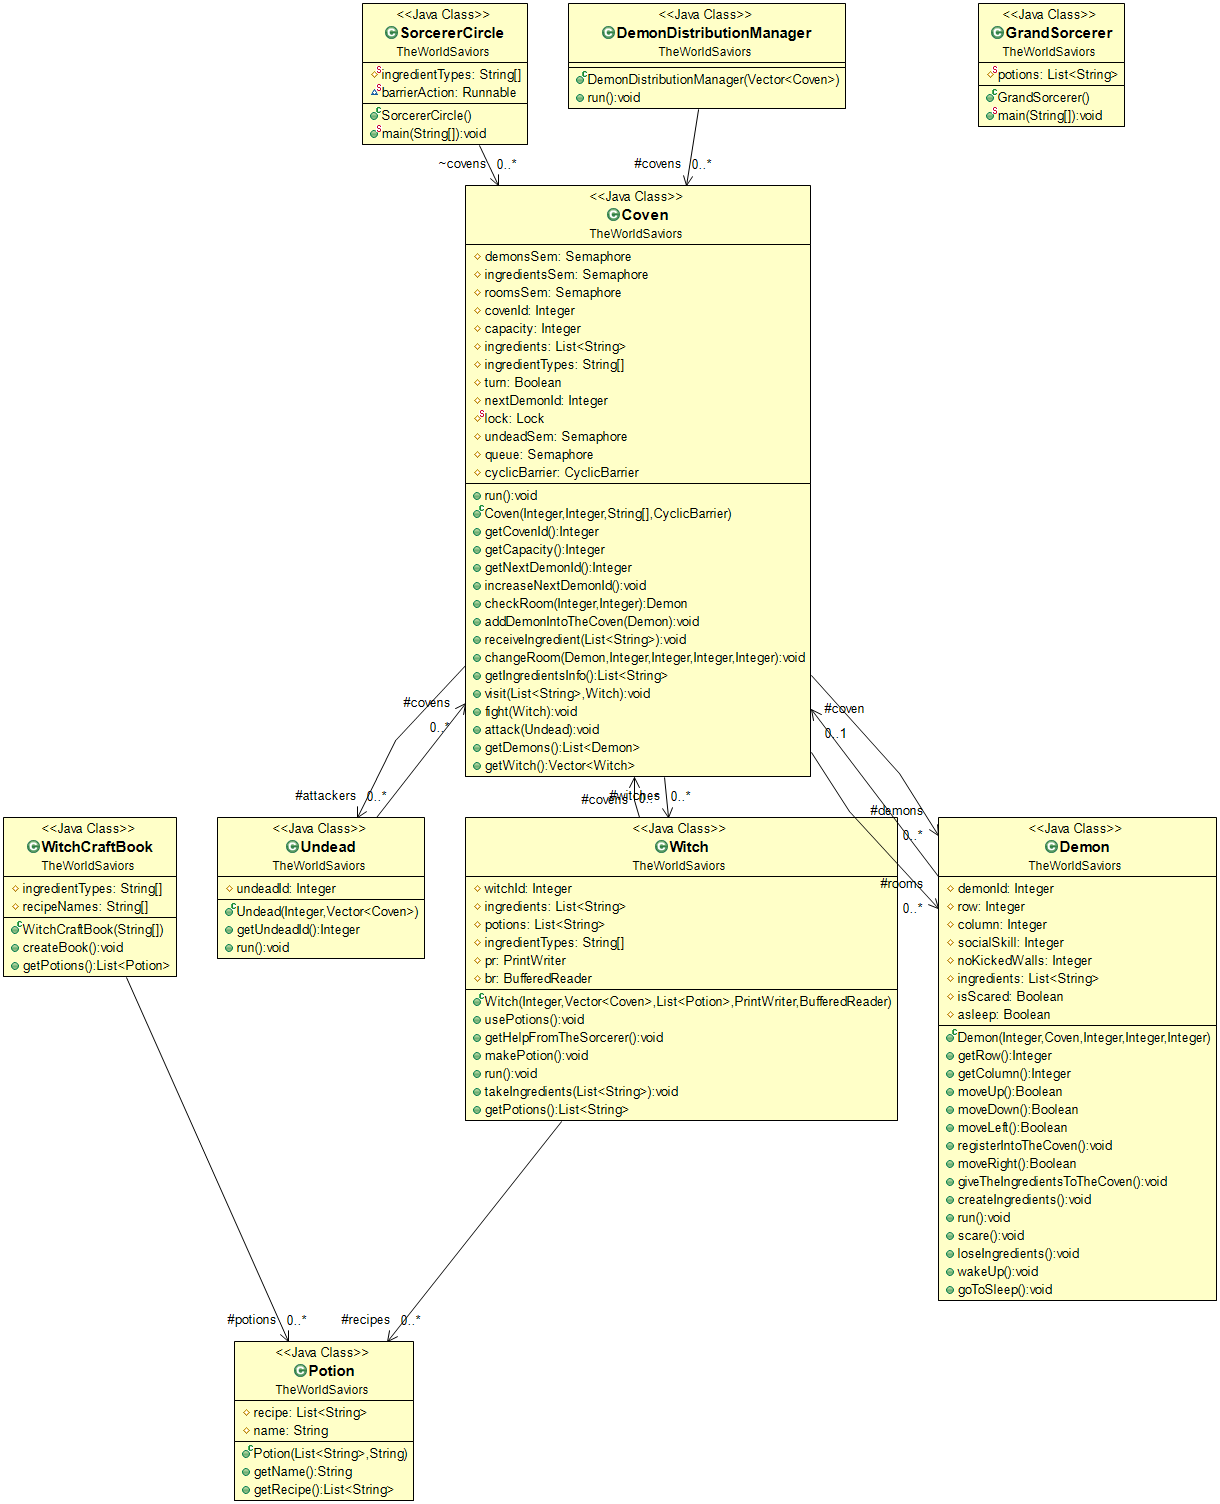 <<Java Class>>
SorcererCircle
TheWorldSaviors
ingredientTypes: String[]
barrierAction: Runnable
SorcererCircle()
main(String[]):void
<<Java Class>>
DemonDistributionManager
TheWorldSaviors
DemonDistributionManager(Vector<Coven>)
run():void
<<Java Class>>
GrandSorcerer
TheWorldSaviors
potions: List<String>
GrandSorcerer()
main(String[]):void
~covens 0..*
#covens 0..*
<<Java Class>>
Coven
TheWorldSaviors
demonsSem: Semaphore
ingredientsSem: Semaphore
roomsSem: Semaphore
covenId: Integer
capacity: Integer
ingredients: List<String>
ingredientTypes: String[]
turn: Boolean
nextDemonId: Integer
lock: Lock
undeadSem: Semaphore
queue: Semaphore
cyclicBarrier: CyclicBarrier
run():void
Coven(Integer,Integer,String[],CyclicBarrier)
getCovenId():Integer
getCapacity():Integer
getNextDemonId():Integer
increaseNextDemonId():void
checkRoom(Integer,Integer):Demon
addDemonIntoTheCoven(Demon):void
receiveIngredient(List<String>):void
changeRoom(Demon,Integer,Integer,Integer,Integer):void
getIngredientsInfo():List<String>
visit(List<String>,Witch):void
fight(Witch):void
attack(Undead):void
getDemons():List<Demon>
getWitch():Vector<Witch>
#covens
0..*
#attackers 0..*
#covens 0..*
#witches 0..*
#coven
0..1
#demons
0..*
#rooms
0..*
<<Java Class>>
WitchCraftBook
TheWorldSaviors
ingredientTypes: String[]
recipeNames: String[]
WitchCraftBook(String[])
createBook():void
getPotions():List<Potion>
<<Java Class>>
Undead
TheWorldSaviors
undeadId: Integer
Undead(Integer,Vector<Coven>)
getUndeadId():Integer
run():void
<<Java Class>>
Witch
TheWorldSaviors
witchId: Integer
ingredients: List<String>
potions: List<String>
ingredientTypes: String[]
pr: PrintWriter
br: BufferedReader
Witch(Integer,Vector<Coven>,List<Potion>,PrintWriter,BufferedReader)
usePotions():void
getHelpFromTheSorcerer():void
makePotion():void
run():void
takeIngredients(List<String>):void
getPotions():List<String>
<<Java Class>>
Demon
TheWorldSaviors
demonId: Integer
row: Integer
column: Integer
socialSkill: Integer
noKickedWalls: Integer
ingredients: List<String>
isScared: Boolean
asleep: Boolean
Demon(Integer,Coven,Integer,Integer,Integer)
getRow():Integer
getColumn():Integer
moveUp():Boolean
moveDown():Boolean
moveLeft():Boolean
registerIntoTheCoven():void
moveRight():Boolean
giveTheIngredientsToTheCoven():void
createIngredients():void
run():void
scare():void
loseIngredients():void
wakeUp():void
goToSleep():void
#potions 0..*
#recipes 0..*
<<Java Class>>
Potion
TheWorldSaviors
recipe: List<String>
name: String
Potion(List<String>,String)
getName():String
getRecipe():List<String>